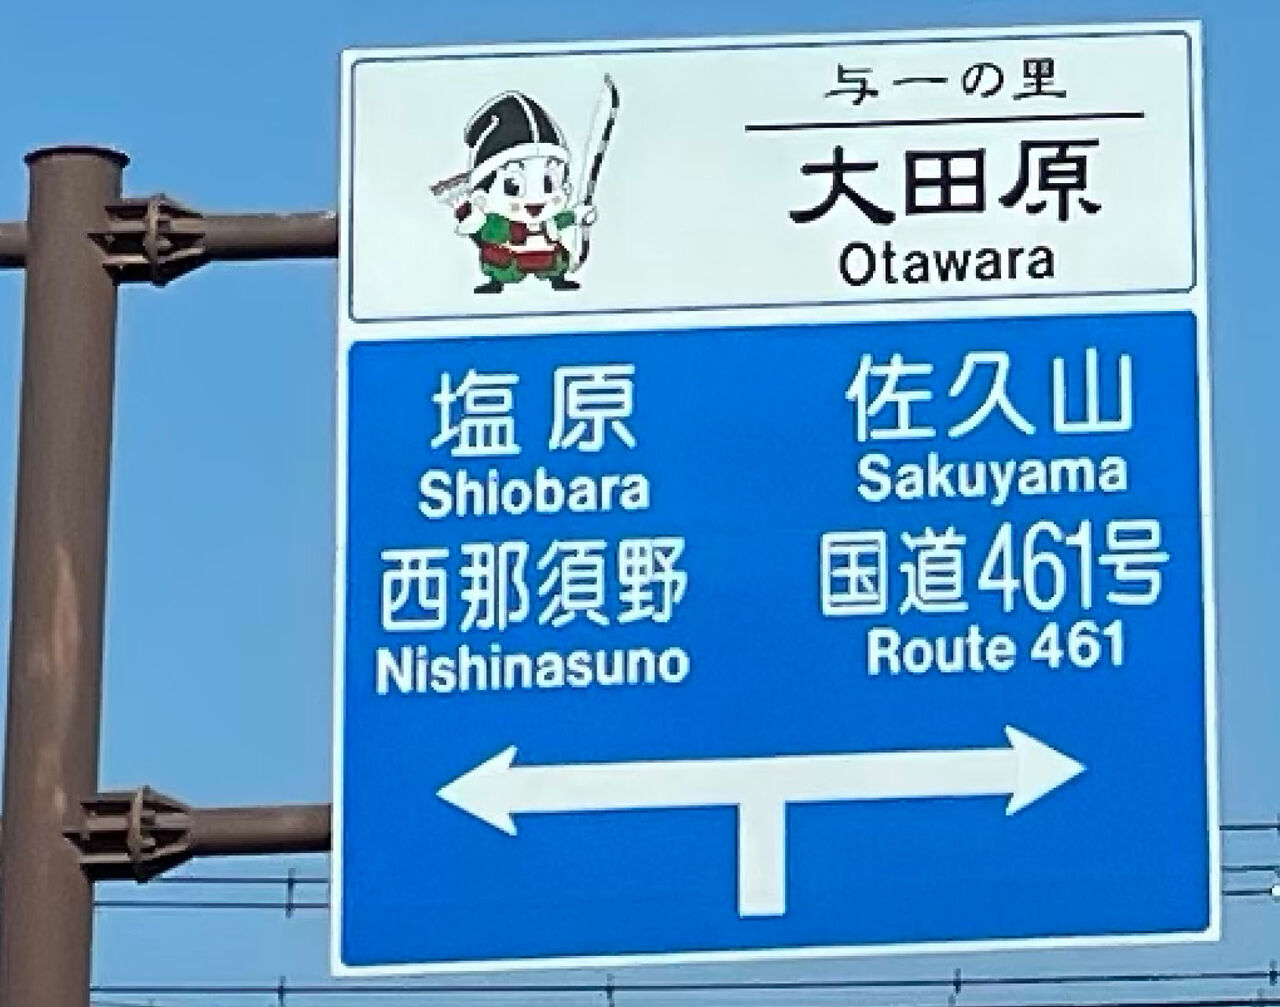 与一の里
大田原
Otawara
塩原
Shiobara
西那須野
Nishinasuno
佐久山
Sakuyama
国道461号
Route 461